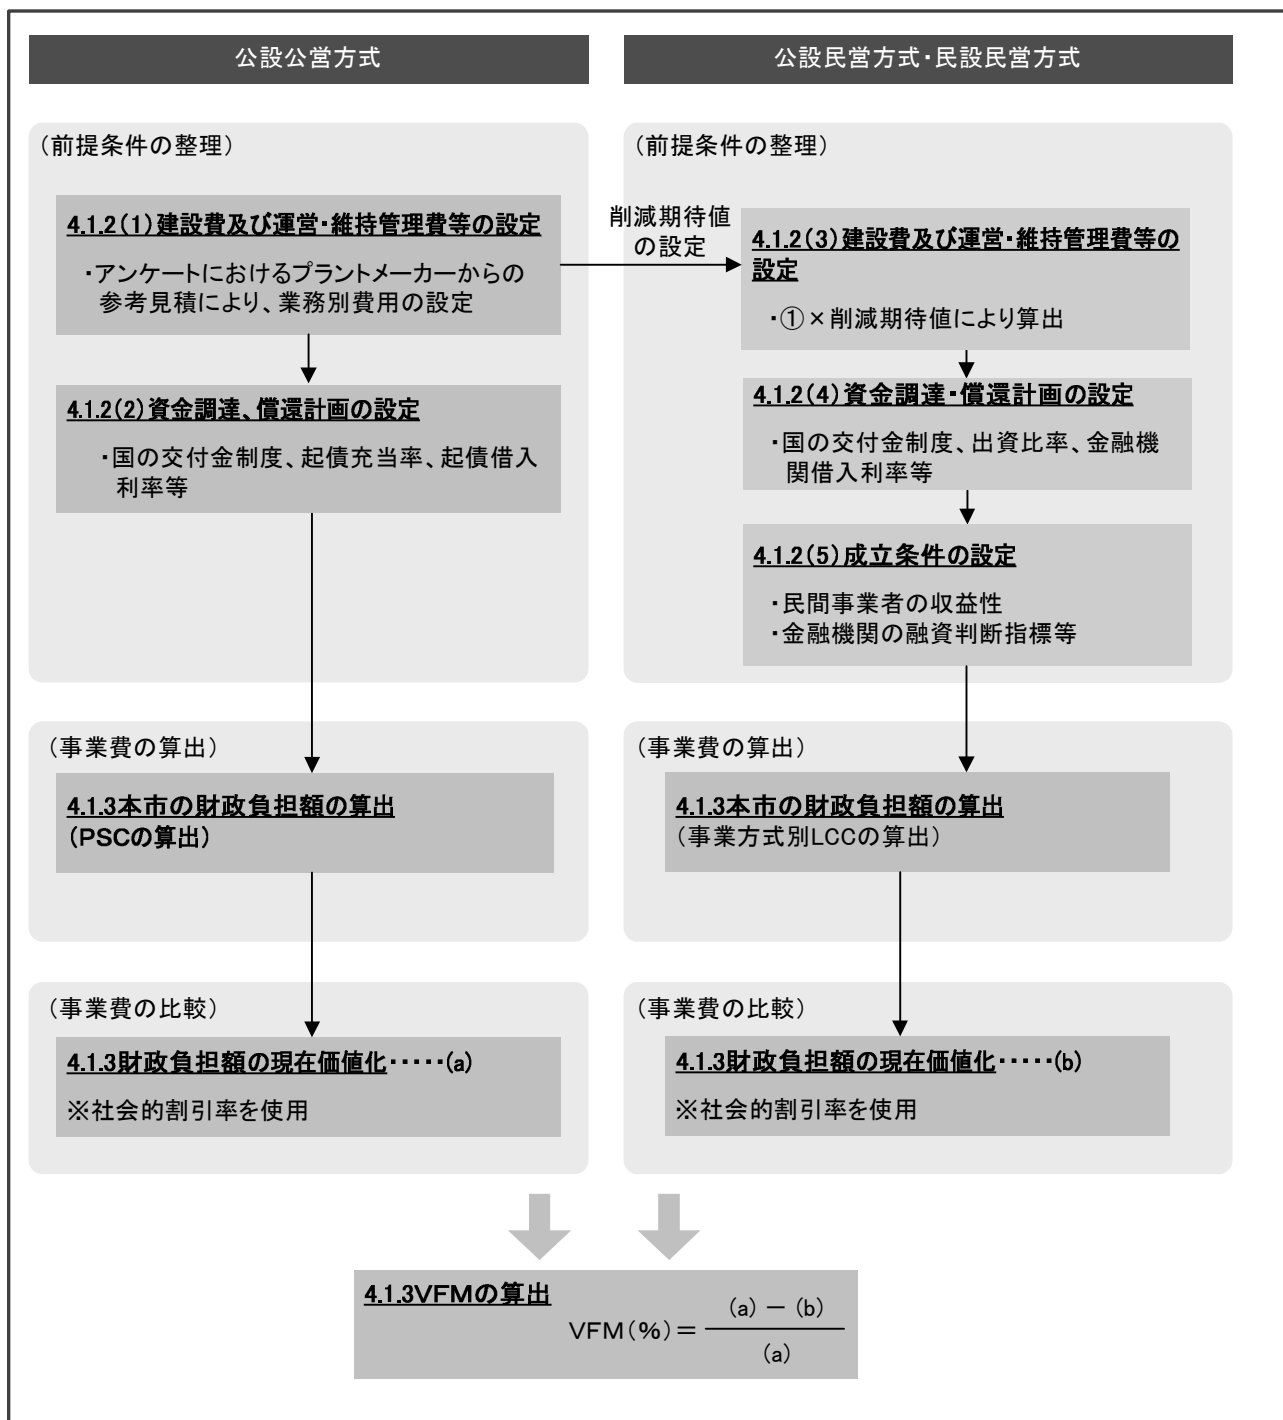 公設公営方式
公設民営方式・民設民営方式
(前提条件の整理)
4.1.2(1)建設費及び運営・維持管理費等の設定
・アンケートにおけるプラントメーカーからの
参考見積により、業務別費用の設定
4.1.2(2)資金調達、償還計画の設定
・国の交付金制度、起債充当率、起債借入
利率等
削減期待値
の設定
(前提条件の整理)
4.1.2(3)建設費及び運営・維持管理費等の
設定
・①×削減期待値により算出
4.1.2(4)資金調達・償還計画の設定
・国の交付金制度、出資比率、金融機
関借入利率等
4.1.2(5)成立条件の設定
・民間事業者の収益性
・金融機関の融資判断指標等
(事業費の算出)
4.1.3本市の財政負担額の算出
(PSCの算出)
(事業費の算出)
4.1.3本市の財政負担額の算出
(事業方式別LCCの算出)
(事業費の比較)
4.1.3財政負担額の現在価値化・・・・・(a)
※社会的割引率を使用
(事業費の比較)
4.1.3財政負担額の現在価値化・・・・・(b)
※社会的割引率を使用
4.1.3VFMの算出
(a) － (b)
VFM(%)＝
(a)